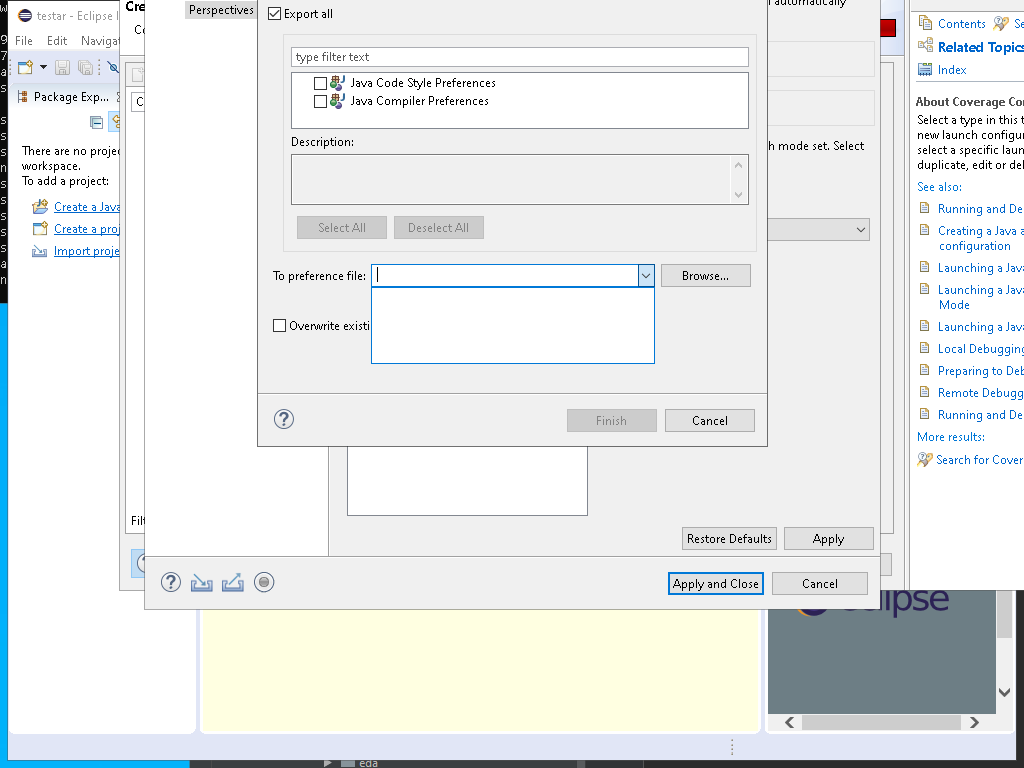 testar - Eclipse I
File Edit Navigat
Package Exp...
There are no proje
workspace.
To add a project:
Create a Java
Create a proj
Import proje
Cre
Perspectives
Export all
type filter text
Java Code Style Preferences
Java Compiler Preferences
Description:
Select All
Deselect All
To preference file:
Browse...
Overwrite existi
Finish
Cancel
automatically
h mode set. Select
Filt
Restore Defaults
Apply
Apply and Close
Cancel
Contents
Se
Related Topics
Index
About Coverage Co
Select a type in this t
new launch configu
select a specific laun
duplicate, edit or del
See also:
Running and De
Creating a Java a
configuration
Launching a Java
Launching a Java
Mode
Launching a Java
Local Debugging
Preparing to Deb
Remote Debugg
Running and De
More results:
Search for Cover
eclipse
eda